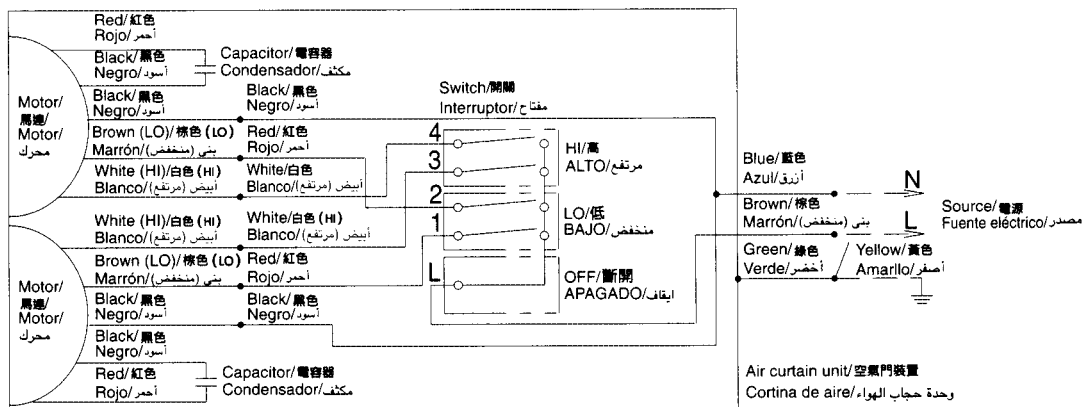 Red/紅色
Rojo/أحمر
Black/黑色
Negro/أسود
Capacitor/電容器
Condensador/مكثف
Black/黑色
Negro/أسود
Black/黑色
Negro/أسود
Motor/
馬達/
Motor/
محرك
Brown (LO)/棕色 (LO)
Marrón/بني (منخفض)
Red/紅色
Rojo/أحمر
White (HI)/白色 (HI)
Blanco/أبيض (مرتفع)
White/白色
Blanco/أبيض (مرتفع)
Switch/開關
Interruptor/مفتاح
4
3
2
1
L
HI/高
ALTO/مرتفع
LO/低
BAJO/منخفض
OFF/斷開
APAGADO/ايقاف
White (HI)/白色 (HI)
Blanco/أبيض (مرتفع)
White/白色 (HI)
Blanco/أبيض (مرتفع)
Brown (LO)/棕色 (LO)
Marrón/بني (منخفض)
Red/紅色
Rojo/أحمر
Motor/
馬達/
Motor/
محرك
Black/黑色
Negro/أسود
Black/黑色
Negro/أسود
Black/黑色
Negro/أسود
Red/紅色
Rojo/أحمر
Capacitor/電容器
Condensador/مكثف
Blue/藍色
Azul/أزرق
N
Brown/棕色
Marrón/بني (منخفض)
L
Source/電源
Fuente eléctrico/مصدر
Green/綠色
Verde/أخضر
Yellow/黃色
Amarllo/أصفر
Air curtain unit/空氣門裝置
Cortina de aire/وحدة حجاب الهواء